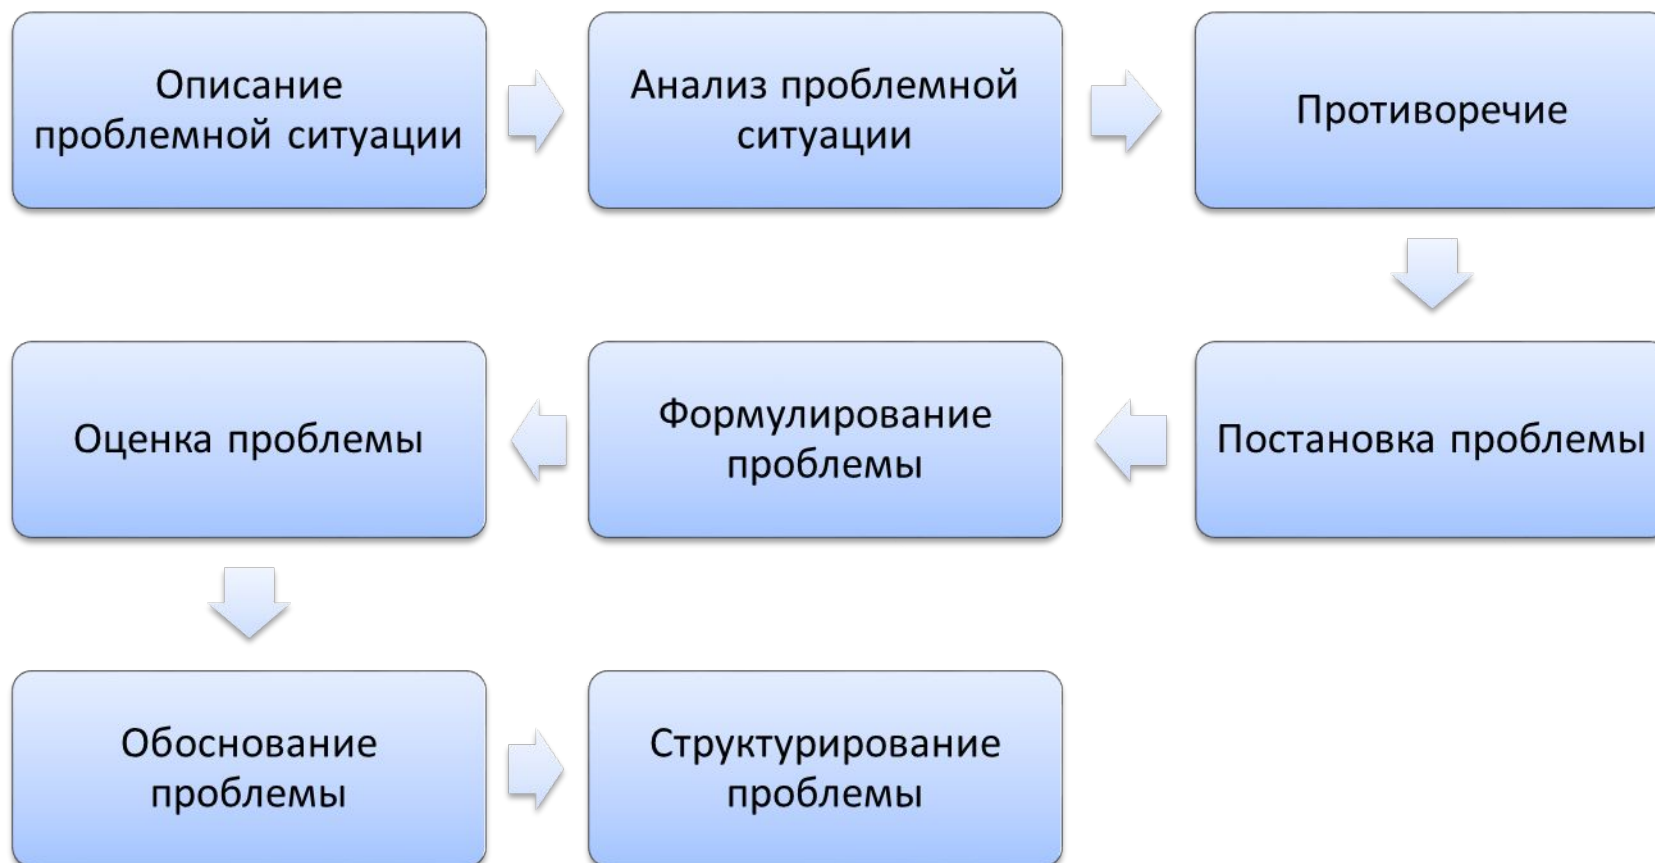 Описание
проблемной ситуации
Анализ проблемной
ситуации
Противоречие
Постановка проблемы
Формулирование
проблемы
Оценка проблемы
Обоснование
проблемы
Структурирование
проблемы